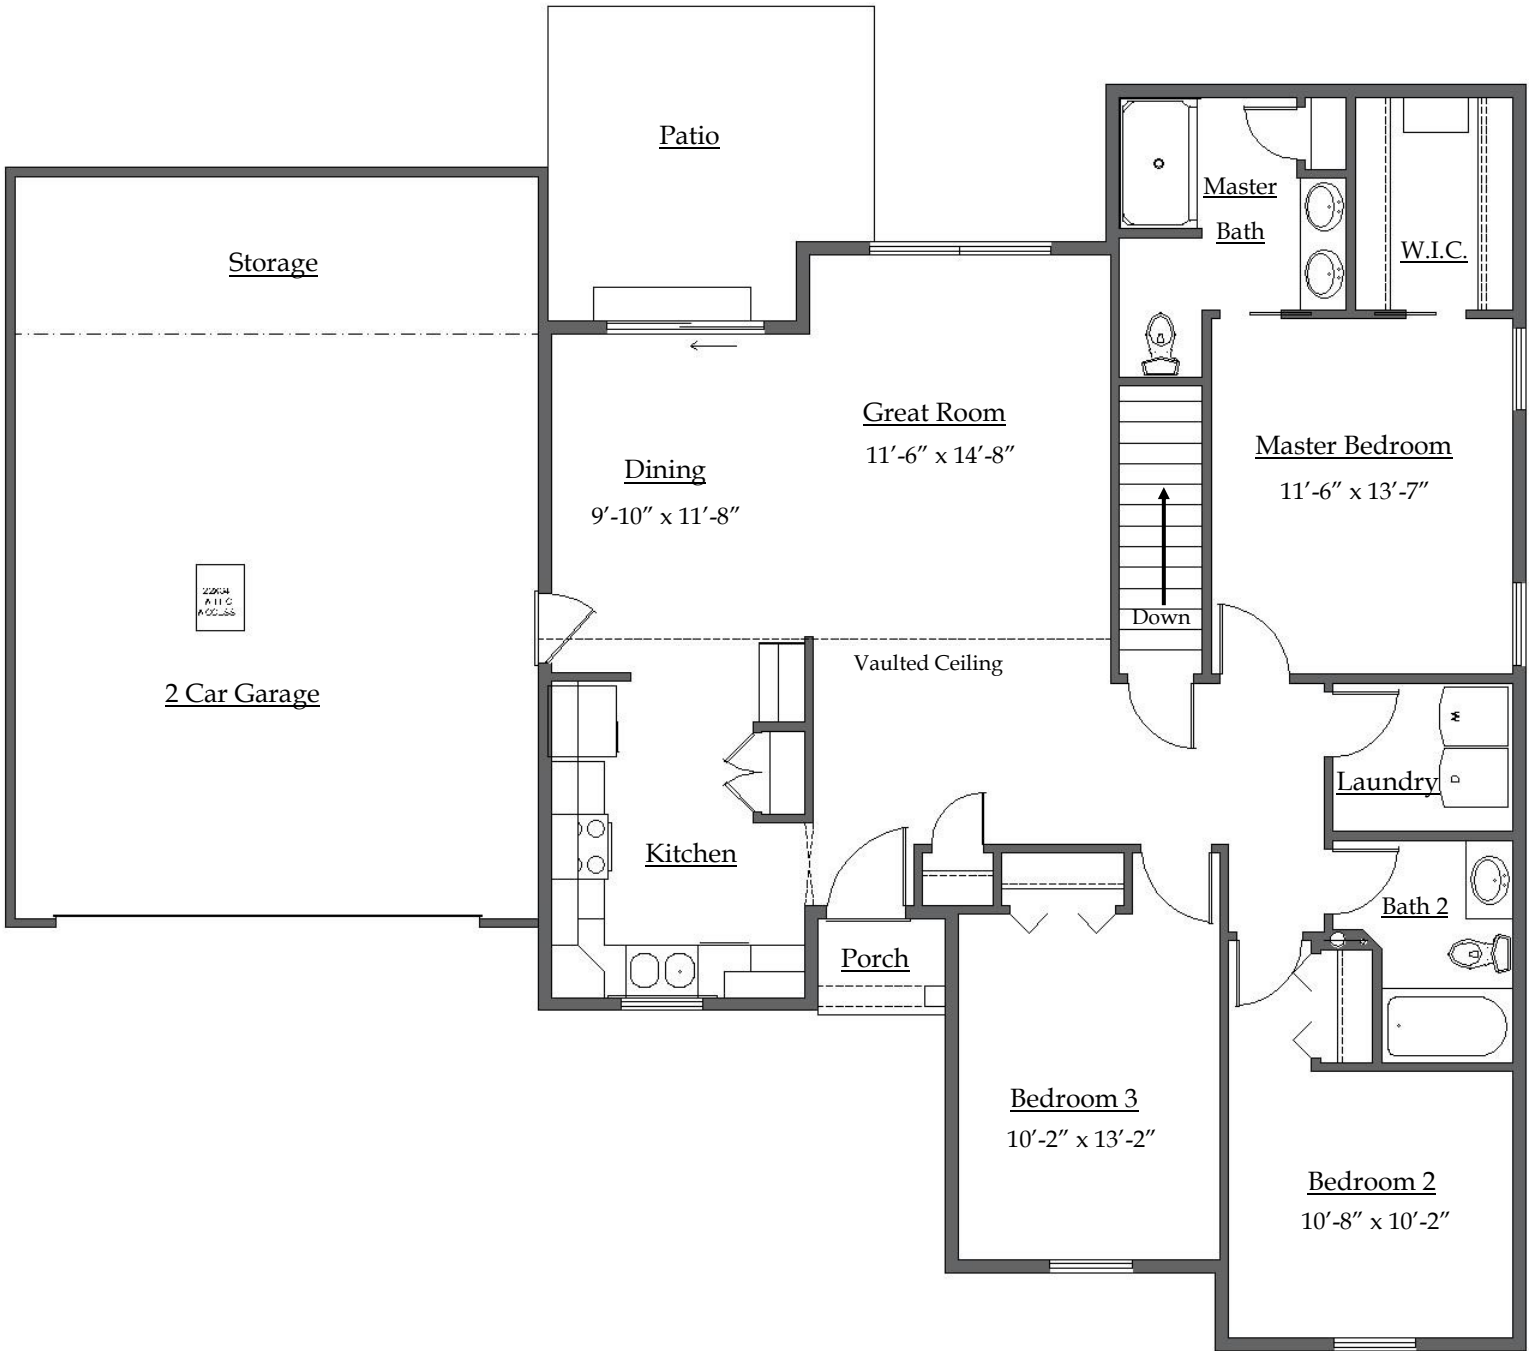 Patio
Master
Bath
W.I.C.
Storage
Great Room
11'-6" x 14'-8"
Master Bedroom
11'-6" x 13'-7"
Dining
9'-10" x 11'-8"
ACCESS
Down
Vaulted Ceiling
2 Car Garage
W
D
Laundry
Kitchen
Bath 2
Porch
Bedroom 3
10'-2" x 13'-2"
Bedroom 2
10'-8" x 10'-2"